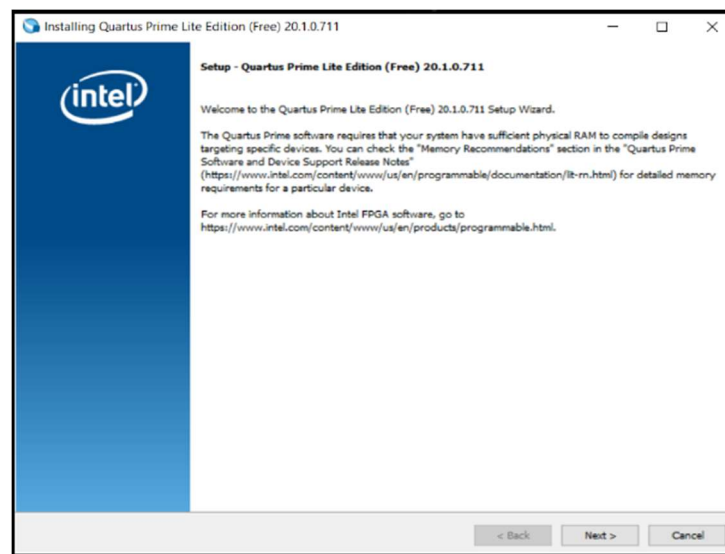 Installing Quartus Prime Lite Edition (Free) 20.1.0.711
intel
Setup - Quartus Prime Lite Edition (Free) 20.1.0.711
Welcome to the Quartus Prime Lite Edition (Free) 20.1.0.711 Setup Wizard.
The Quartus Prime software requires that your system have sufficient physical RAM to compile designs
targeting specific devices. You can check the "Memory Recommendations" section in the "Quartus Prime
Software and Device Support Release Notes"
(https://www.intel.com/content/www/us/en/programmable/documentation/lit-rn.html) for detailed memory
requirements for a particular device.
For more information about Intel FPGA software, go to
https://www.intel.com/content/www/us/en/products/programmable.html.
< Back Next > Cancel